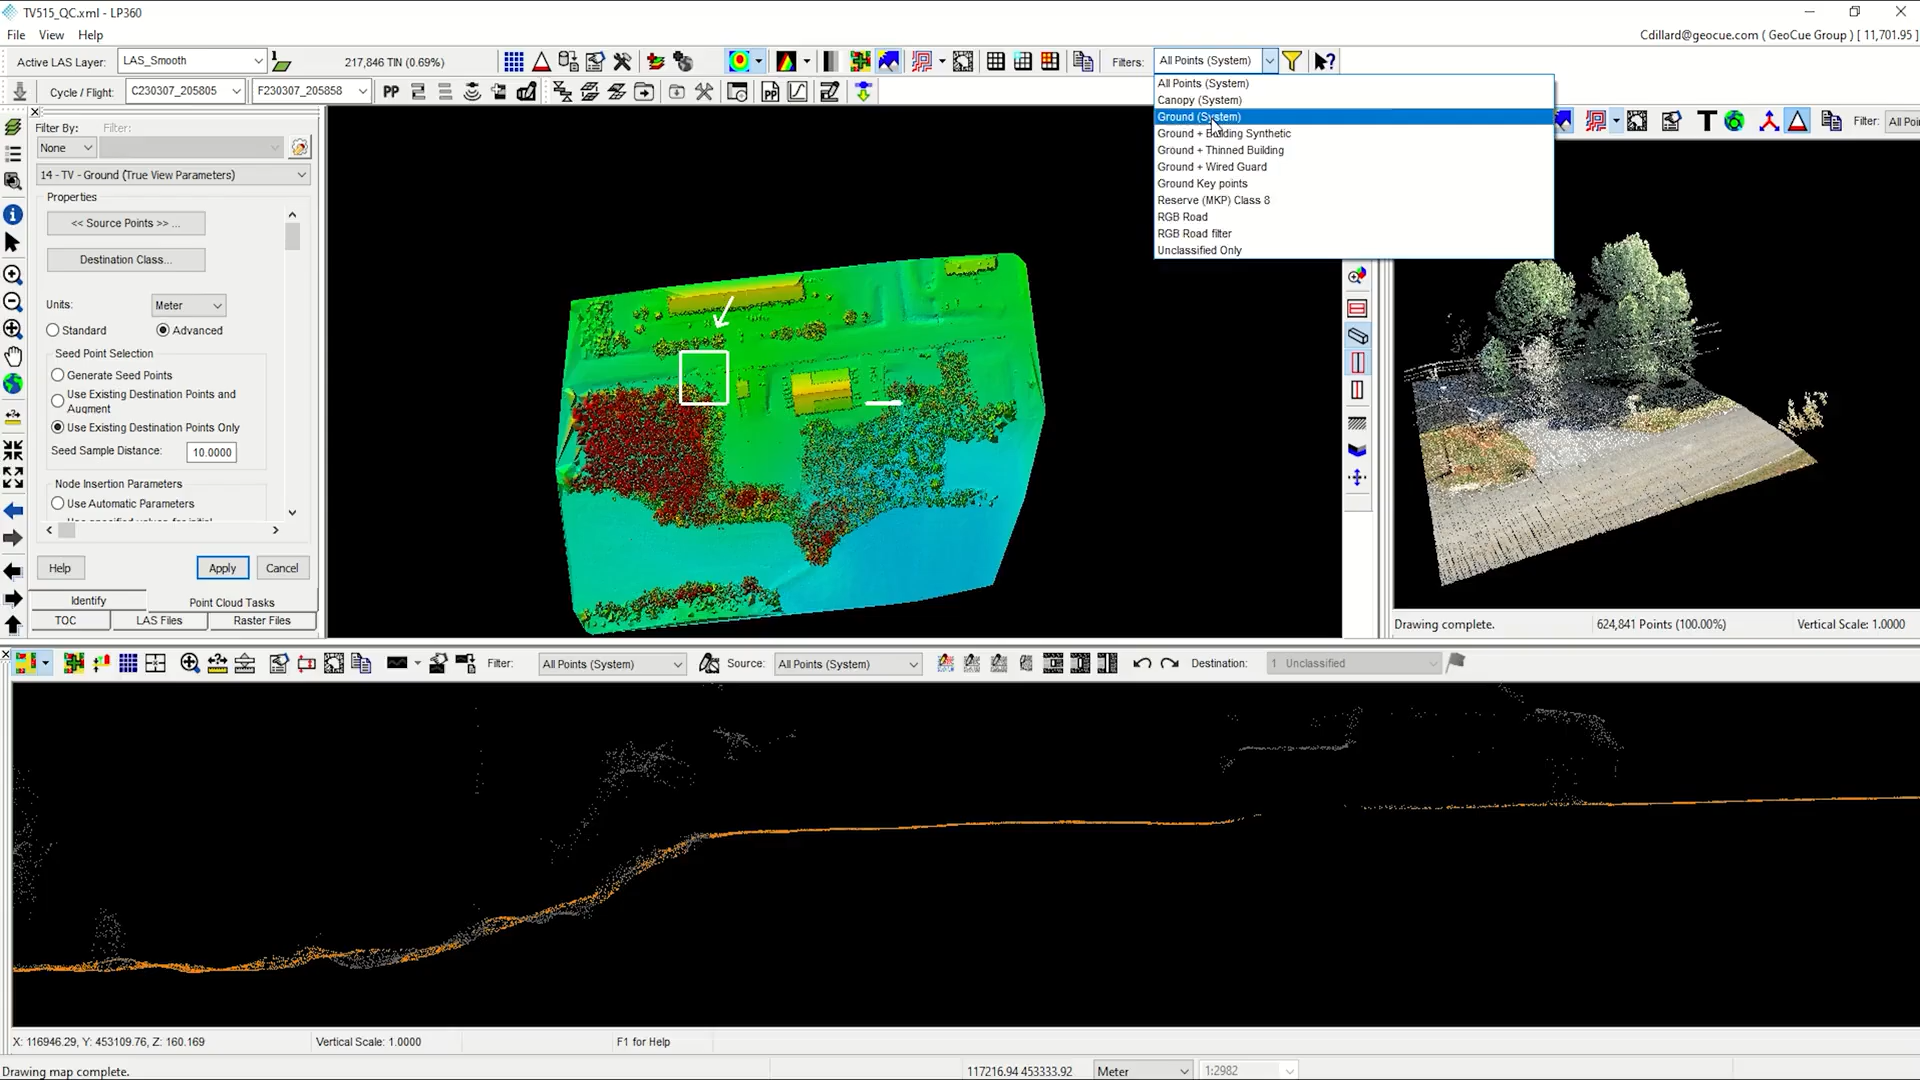 TV515_QC.xml - LP360
File View Help
Cdillard@geocue.com ( GeoCue Group ) [ 11,701.95 ]
Active LAS Layer: LAS_Smooth 217,846 TIN (0.69%) Filters: All Points (System)
Cycle / Flight: C230307_205805 F230307_205858 PP
All Points (System)
Canopy (System)
Ground (System)
Ground + Building Synthetic
Ground + Thinned Building
Ground + Wired Guard
Ground Key points
Reserve (MKP) Class 8
RGB Road
RGB Road filter
Unclassified Only
Filter: All Poi
Filter By: Filter:
None
14 - TV - Ground (True View Parameters)
Properties
<< Source Points >> ...
Destination Class...
Units: Meter
Standard Advanced
Seed Point Selection
Generate Seed Points
Use Existing Destination Points and
Augment
Use Existing Destination Points Only
Seed Sample Distance: 10.0000
Node Insertion Parameters
Use Automatic Parameters
Help Apply Cancel
Identify Point Cloud Tasks
TOC LAS Files Raster Files
Drawing complete. 624,841 Points (100.00%) Vertical Scale: 1.0000
Filter: All Points (System) Source: All Points (System) Destination: 1 Unclassified
X: 116946.29, Y: 453109.76, Z: 160.169 Vertical Scale: 1.0000 F1 for Help
Drawing map complete. 117216.94 453333.92 Meter 1:2982